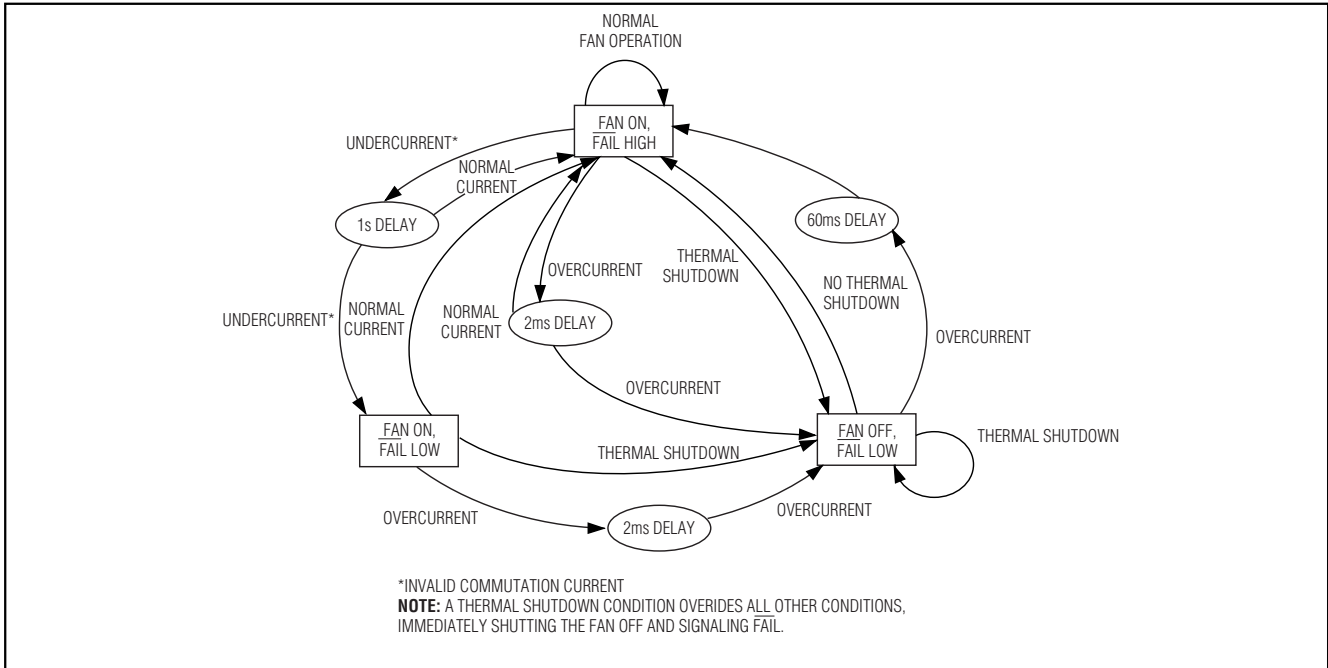 NORMAL
FAN OPERATION
FAN ON,
FAIL HIGH
UNDERCURRENT*
NORMAL
CURRENT
1s DELAY
60ms DELAY
THERMAL
SHUTDOWN
OVERCURRENT
NO THERMAL
SHUTDOWN
NORMAL
CURRENT
2ms DELAY
UNDERCURRENT*
NORMAL
CURRENT
OVERCURRENT
OVERCURRENT
FAN ON,
FAIL LOW
FAN OFF,
FAIL LOW
THERMAL SHUTDOWN
THERMAL SHUTDOWN
OVERCURRENT
2ms DELAY
OVERCURRENT
*INVALID COMMUTATION CURRENT
NOTE: A THERMAL SHUTDOWN CONDITION OVERIDES ALL OTHER CONDITIONS,
IMMEDIATELY SHUTTING THE FAN OFF AND SIGNALING FAIL.